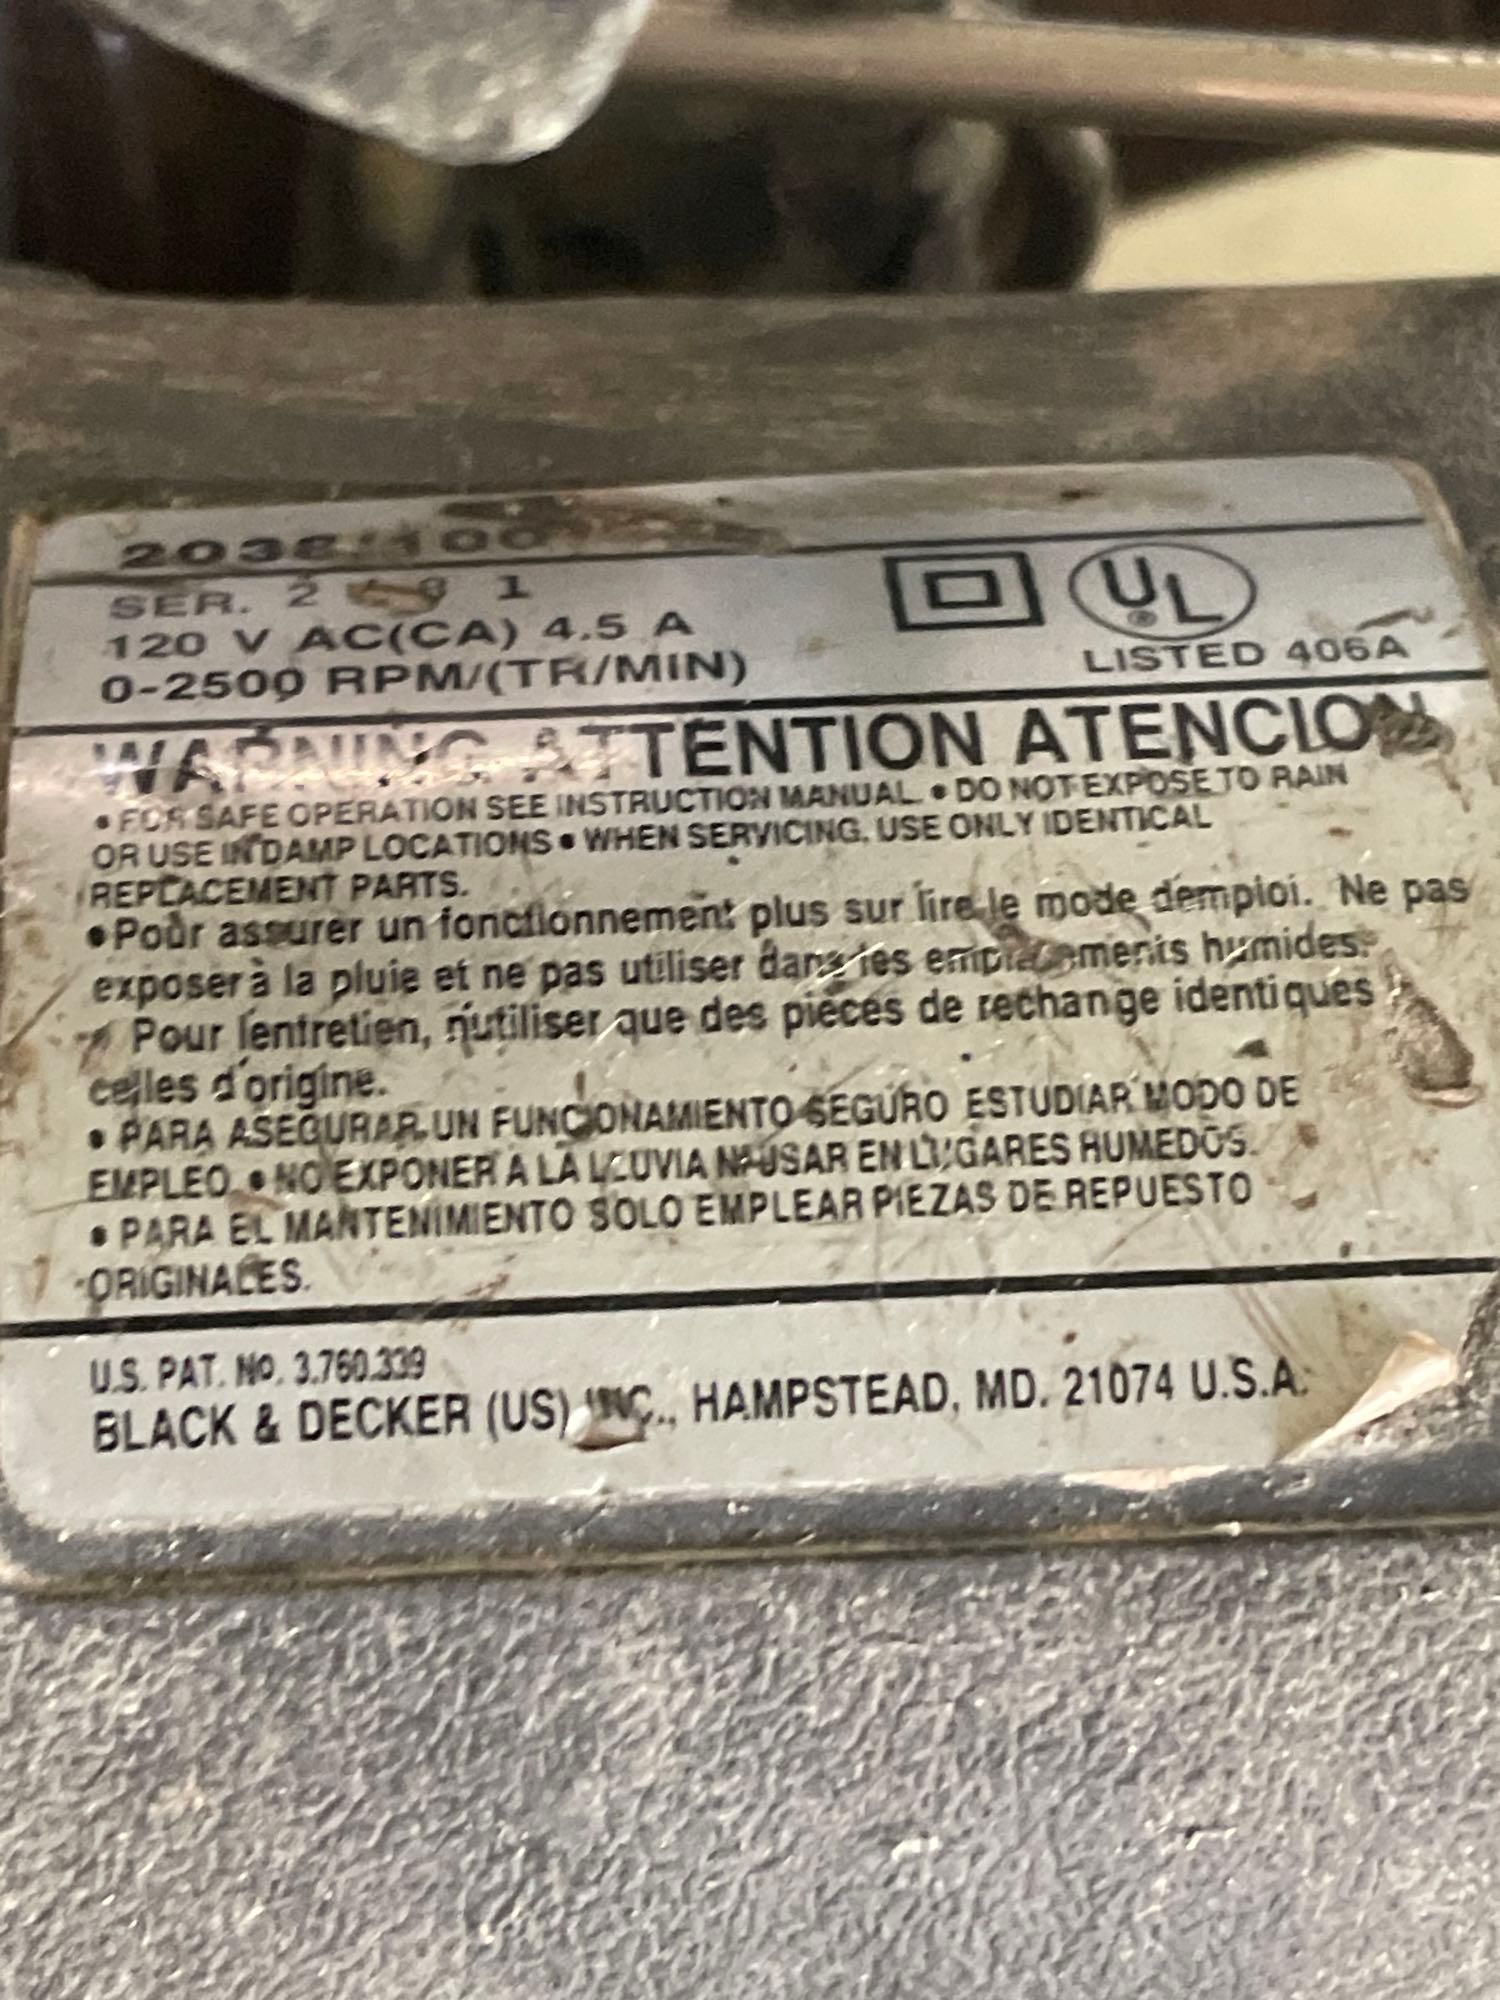 SER. 2
120 V AC(CA) 4.5 A
0-2500 RPM/(TR/MIN)
UL
LISTED 406A
WARNING ATTENTION ATENCION
• FOR SAFE OPERATION SEE INSTRUCTION MANUAL. • DO NOT EXPOSE TO RAIN
OR USE IN DAMP LOCATIONS • WHEN SERVICING, USE ONLY IDENTICAL
REPLACEMENT PARTS.
• Pour assurer un fonctionnement plus sur lire le mode d'emploi. Ne pas
exposer à la pluie et ne pas utiliser dans les emplacements humides.
Pour l'entretien, n'utiliser que des pièces de rechange identiques
celles d'origine.
• PARA ASEGURAR UN FUNCIONAMIENTO SEGURO ESTUDIAR MODO DE
EMPLEO. • NO EXPONER A LA LLUVIA NI USAR EN LUGARES HUMEDOS.
• PARA EL MANTENIMIENTO SOLO EMPLEAR PIEZAS DE REPUESTO
ORIGINALES.
U.S. PAT. No. 3.760.339
BLACK & DECKER (US) INC., HAMPSTEAD, MD. 21074 U.S.A.